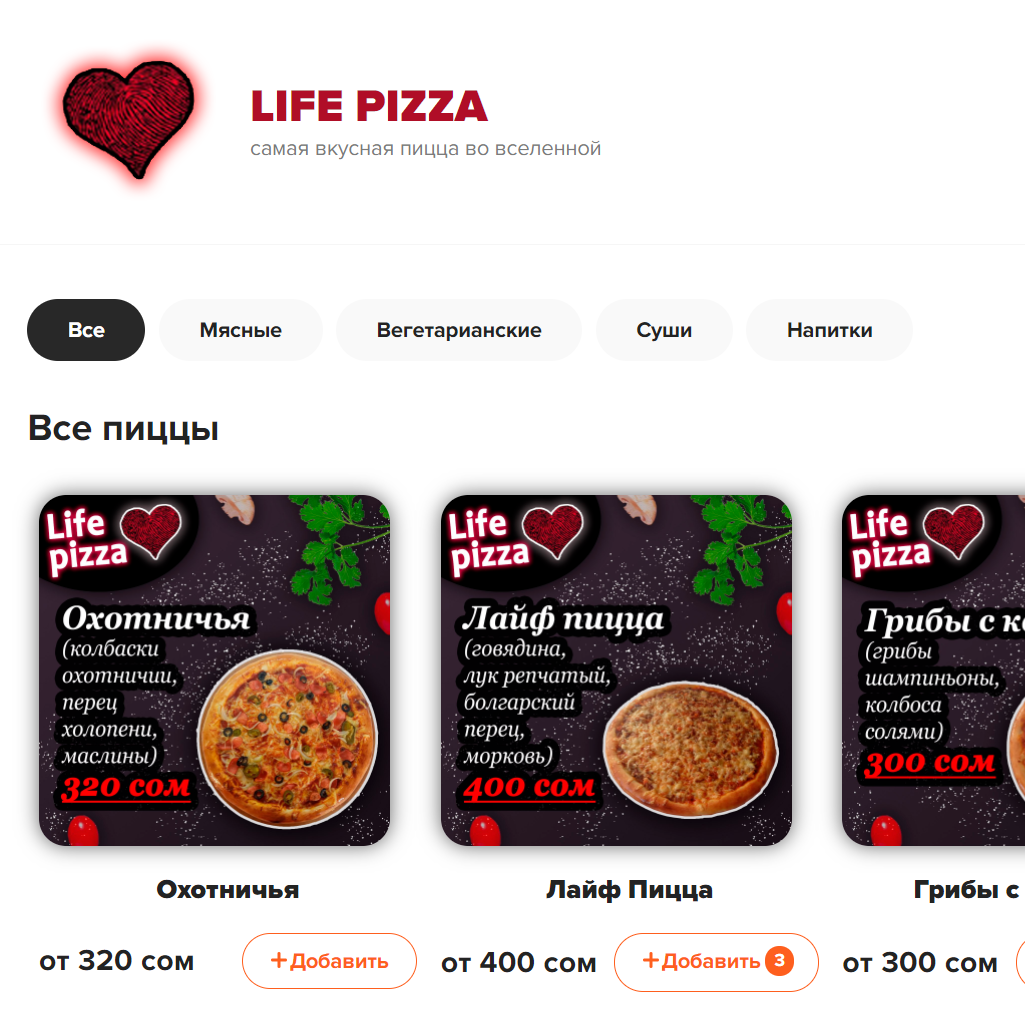 LIFE PIZZA
самая вкусная пицца во вселенной
Все
Мясные
Вегетарианские
Суши
Напитки
Все пиццы
Life
pizza
Охотничья
(колбаски
охотничии,
перец
холопени,
маслины)
320 сом
Life
pizza
Лайф пицца
(говядина,
лук репчатый,
болгарский
перец,
морковь)
400 сом
Life
pizza
Грибы с
(грибы
шампиньоны,
колбоса
солями)
300 сом
Охотничья
Лайф Пицца
Грибы с
от 320 сом
+Добавить
от 400 сом
+Добавить 3
от 300 сом